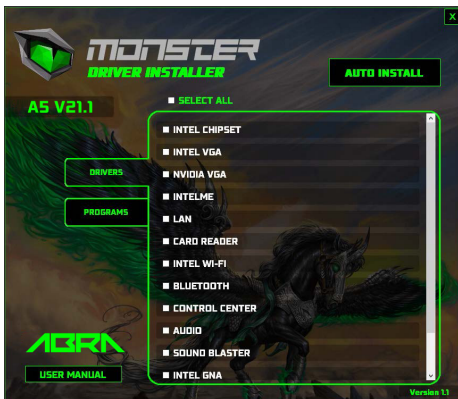 X
MONSTER
DRIVER INSTALLER
AUTO INSTALL
A5 V21.1
SELECT ALL
INTEL CHIPSET
INTEL VGA
DRIVERS
NVIDIA VGA
INTELME
PROGRAMS
LAN
CARD READER
INTEL WI-FI
BLUETOOTH
CONTROL CENTER
AUDIO
ABRA
SOUND BLASTER
USER MANUAL
INTEL GNA
Version 1.1